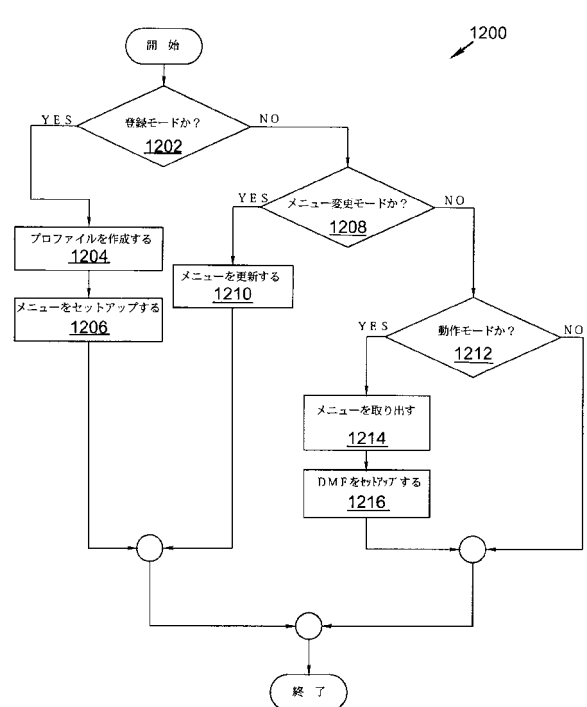 1200
開始
登録モードか？
1202
YES
NO
メニュー変更モードか？
1208
YES
NO
プロファイルを作成する
1204
メニューを更新する
1210
メニューをセットアップする
1206
動作モードか？
1212
YES
NO
メニューを取り出す
1214
DMFをｾｯﾄｱｯﾌﾟする
1216
終了